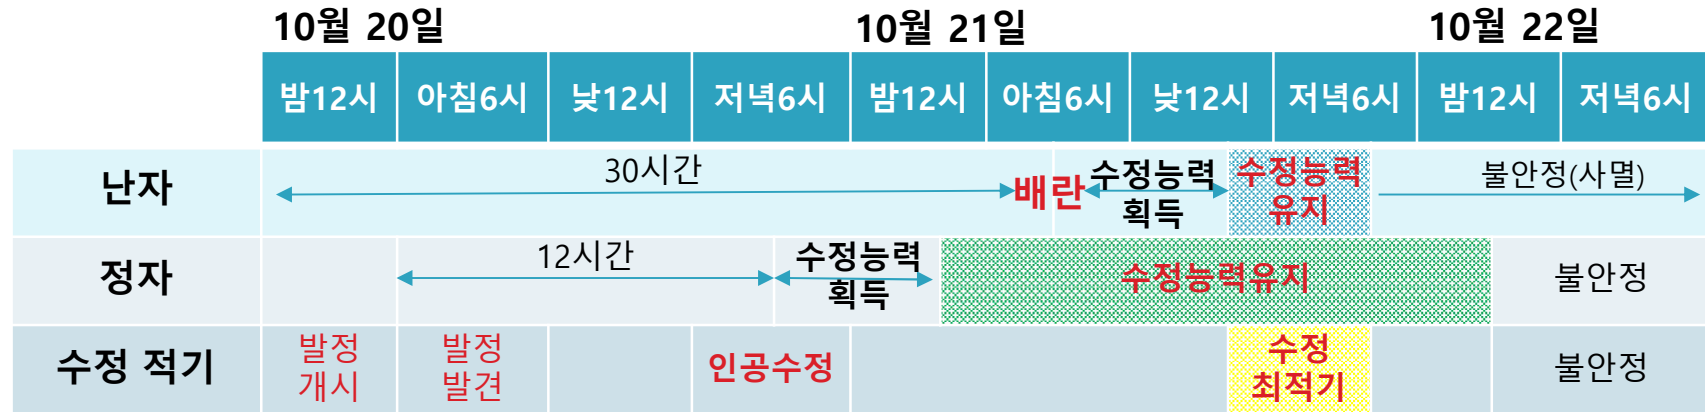 10월 20일
10월 21일
10월 22일
밤12시 아침6시 낮12시 저녁6시 밤12시 아침6시 낮12시 저녁6시 밤12시 저녁6시
난자
30시간
배란
수정능력
획득
수정능력
유지
불안정(사멸)
정자
12시간
수정능력
획득
수정능력유지
불안정
수정 적기
발정
개시
발정
발견
인공수정
수정
최적기
불안정